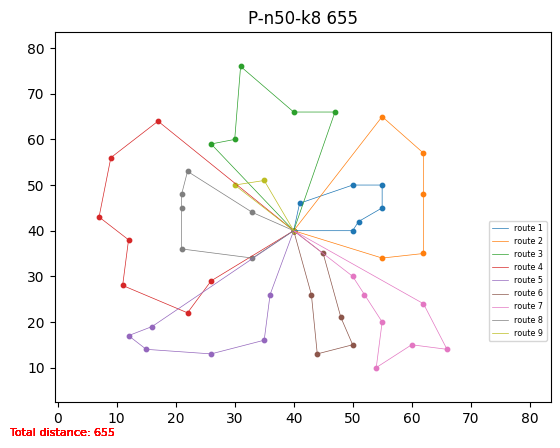 P-n50-k8 655
80
70
60
50
40
30
20
10
0 10 20 30 40 50 60 70 80
route 1
route 2
route 3
route 4
route 5
route 6
route 7
route 8
route 9
Total distance: 655